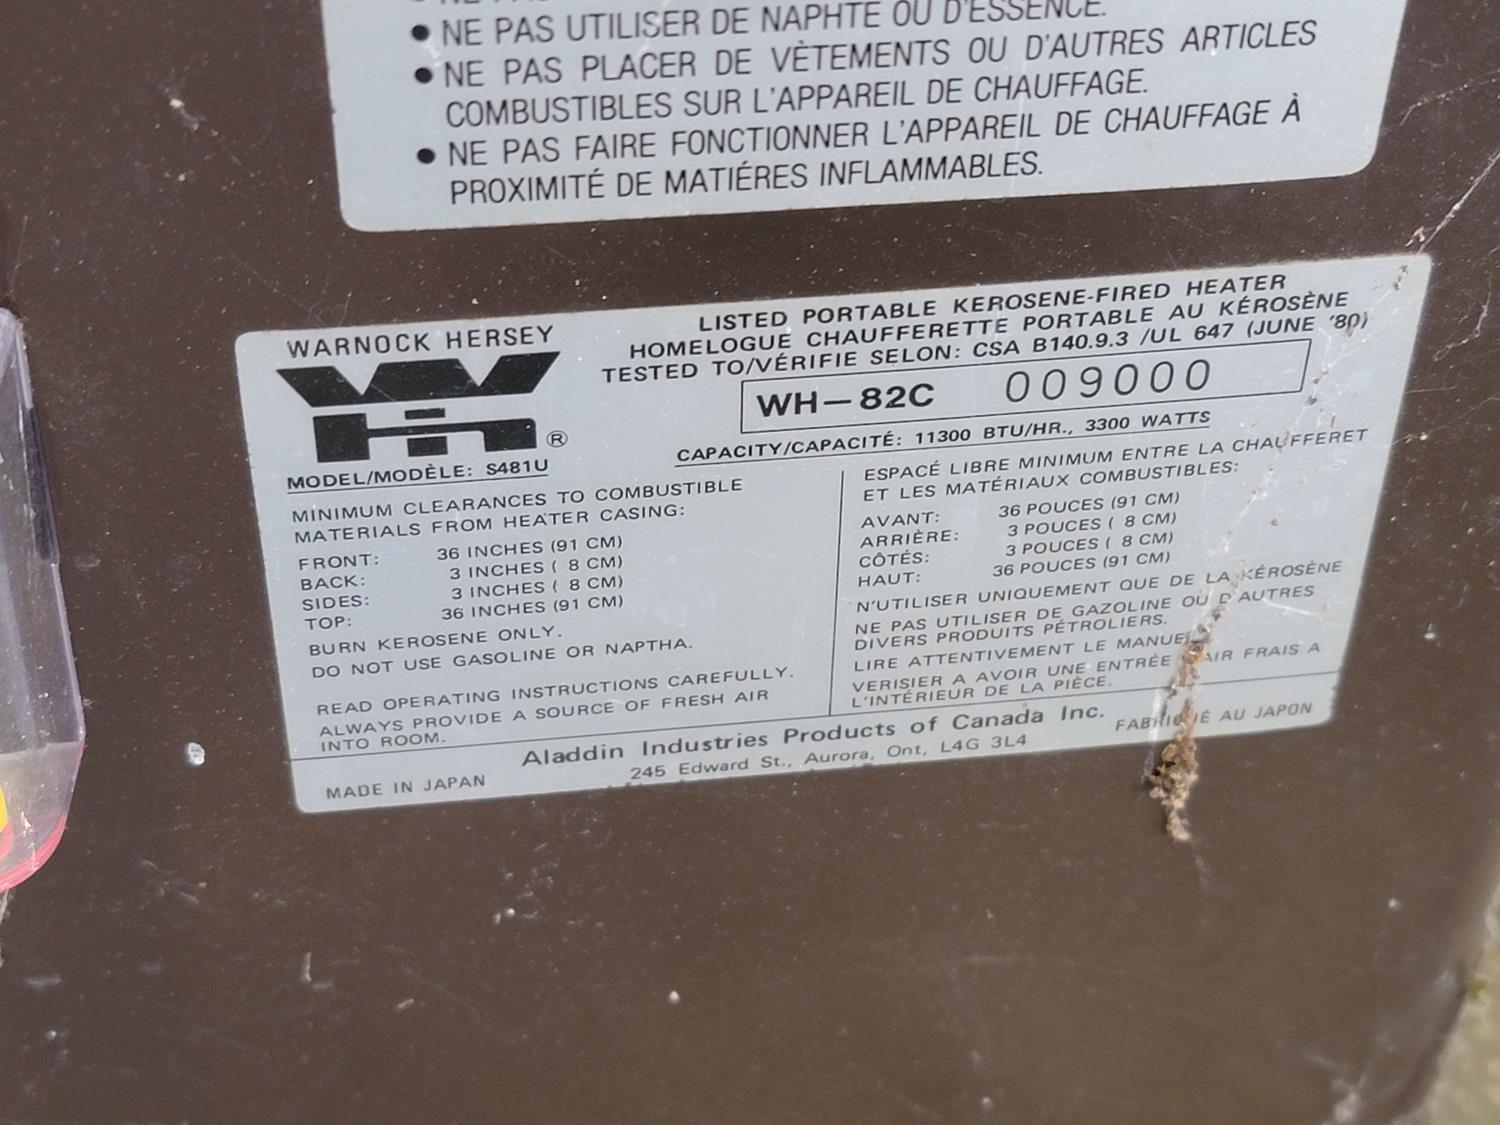 • NE PAS UTILISER DE NAPHTE OU D'ESSENCE.
• NE PAS PLACER DE VÈTEMENTS OU D'AUTRES ARTICLES
COMBUSTIBLES SUR L'APPAREIL DE CHAUFFAGE.
• NE PAS FAIRE FONCTIONNER L'APPAREIL DE CHAUFFAGE À
PROXIMITÉ DE MATIÉRES INFLAMMABLES.
WARNOCK HERSEY
WH ®
MODEL/MODÈLE: S481U
LISTED PORTABLE KEROSENE-FIRED HEATER
HOMELOGUE CHAUFFERETTE PORTABLE AU KÉROSÈNE
TESTED TO/VÉRIFIE SELON: CSA B140.9.3 /UL 647 (JUNE '80)
WH–82C 009000
CAPACITY/CAPACITÉ: 11300 BTU/HR., 3300 WATTS
MINIMUM CLEARANCES TO COMBUSTIBLE
MATERIALS FROM HEATER CASING:
FRONT: 36 INCHES (91 CM)
BACK: 3 INCHES ( 8 CM)
SIDES: 3 INCHES ( 8 CM)
TOP: 36 INCHES (91 CM)
BURN KEROSENE ONLY.
DO NOT USE GASOLINE OR NAPTHA.
READ OPERATING INSTRUCTIONS CAREFULLY.
ALWAYS PROVIDE A SOURCE OF FRESH AIR
INTO ROOM.
ESPACÉ LIBRE MINIMUM ENTRE LA CHAUFFERET
ET LES MATÉRIAUX COMBUSTIBLES:
AVANT: 36 POUCES (91 CM)
ARRIÈRE: 3 POUCES ( 8 CM)
CÔTÉS: 3 POUCES ( 8 CM)
HAUT: 36 POUCES (91 CM)
N'UTILISER UNIQUEMENT QUE DE LA KÉROSÈNE
NE PAS UTILISER DE GAZOLINE OU D'AUTRES
DIVERS PRODUITS PÉTROLIERS.
LIRE ATTENTIVEMENT LE MANUEL
VERISIER A AVOIR UNE ENTRÉE D'AIR FRAIS A
L'INTÉRIEUR DE LA PIÈCE.
MADE IN JAPAN
Aladdin Industries Products of Canada Inc.
245 Edward St., Aurora, Ont, L4G 3L4
FABRIQUÉ AU JAPON